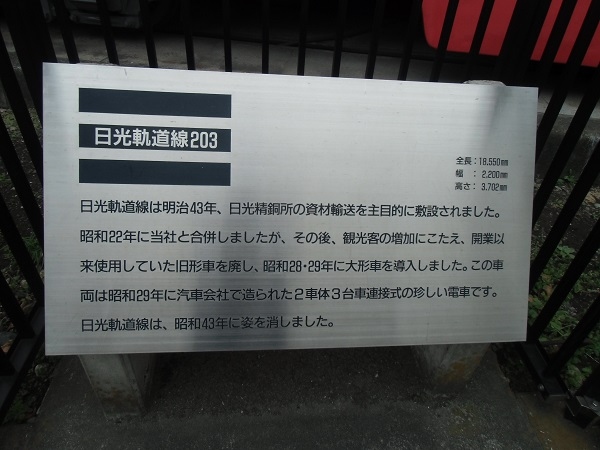 日光軌道線203
全長：18.550㎜
幅　：2.200㎜
高さ：3.702㎜
日光軌道線は明治43年、日光精銅所の資材輸送を主目的に敷設されました。
昭和22年に当社と合併しましたが、その後、観光客の増加にこたえ、開業以
来使用していた旧形車を廃し、昭和28・29年に大形車を導入しました。この車
両は昭和29年に汽車会社で造られた２車体３台車連接式の珍しい電車です。
日光軌道線は、昭和43年に姿を消しました。